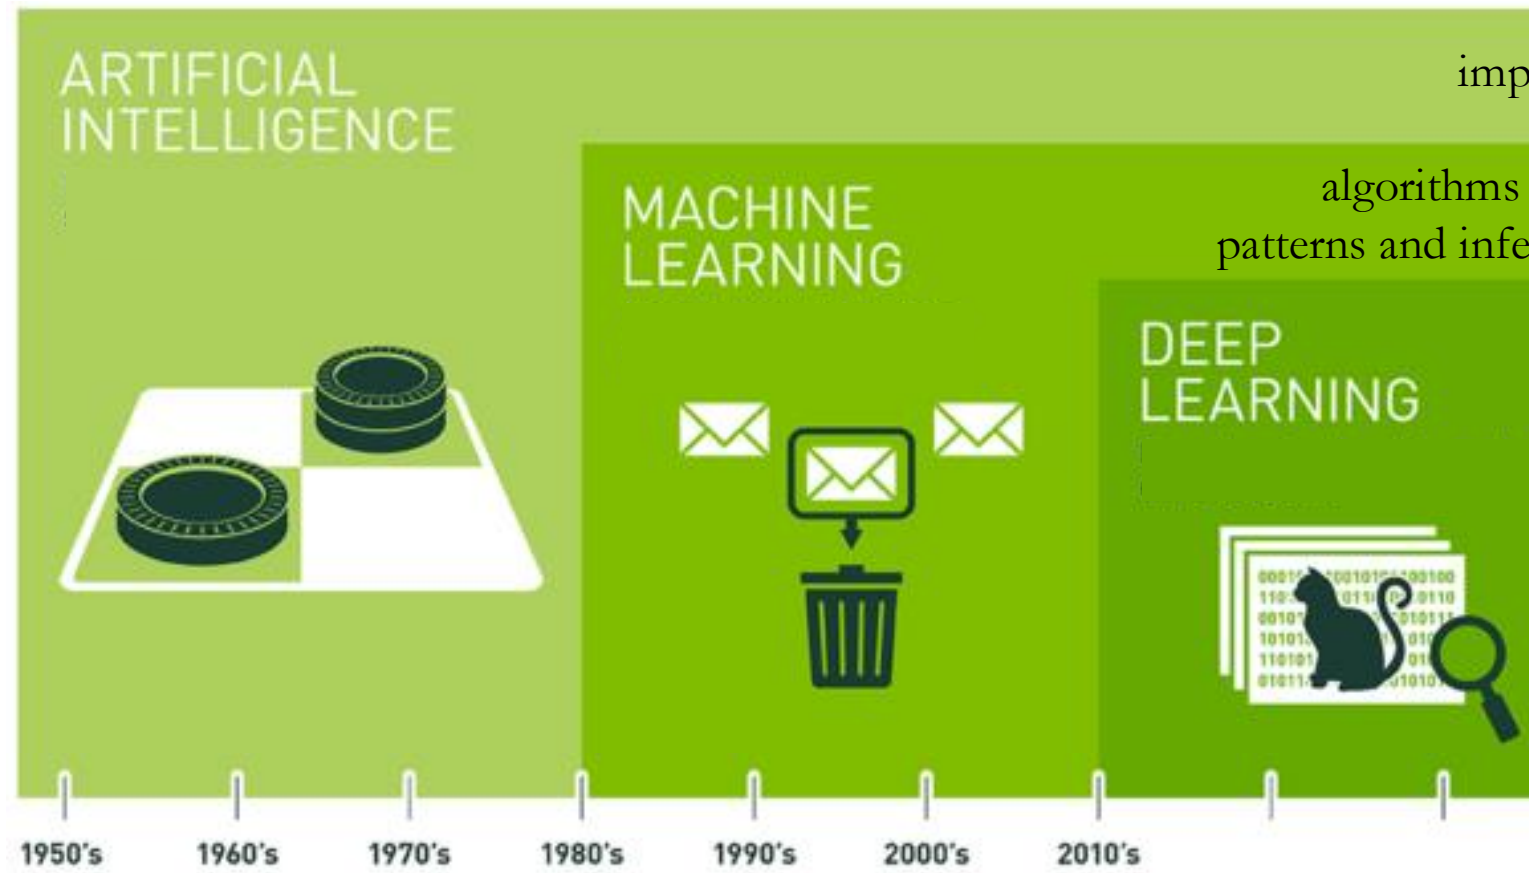 ARTIFICIAL
INTELLIGENCE
imp
MACHINE
LEARNING
algorithms
patterns and infe
DEEP
LEARNING
1950's 1960's 1970's 1980's 1990's 2000's 2010's